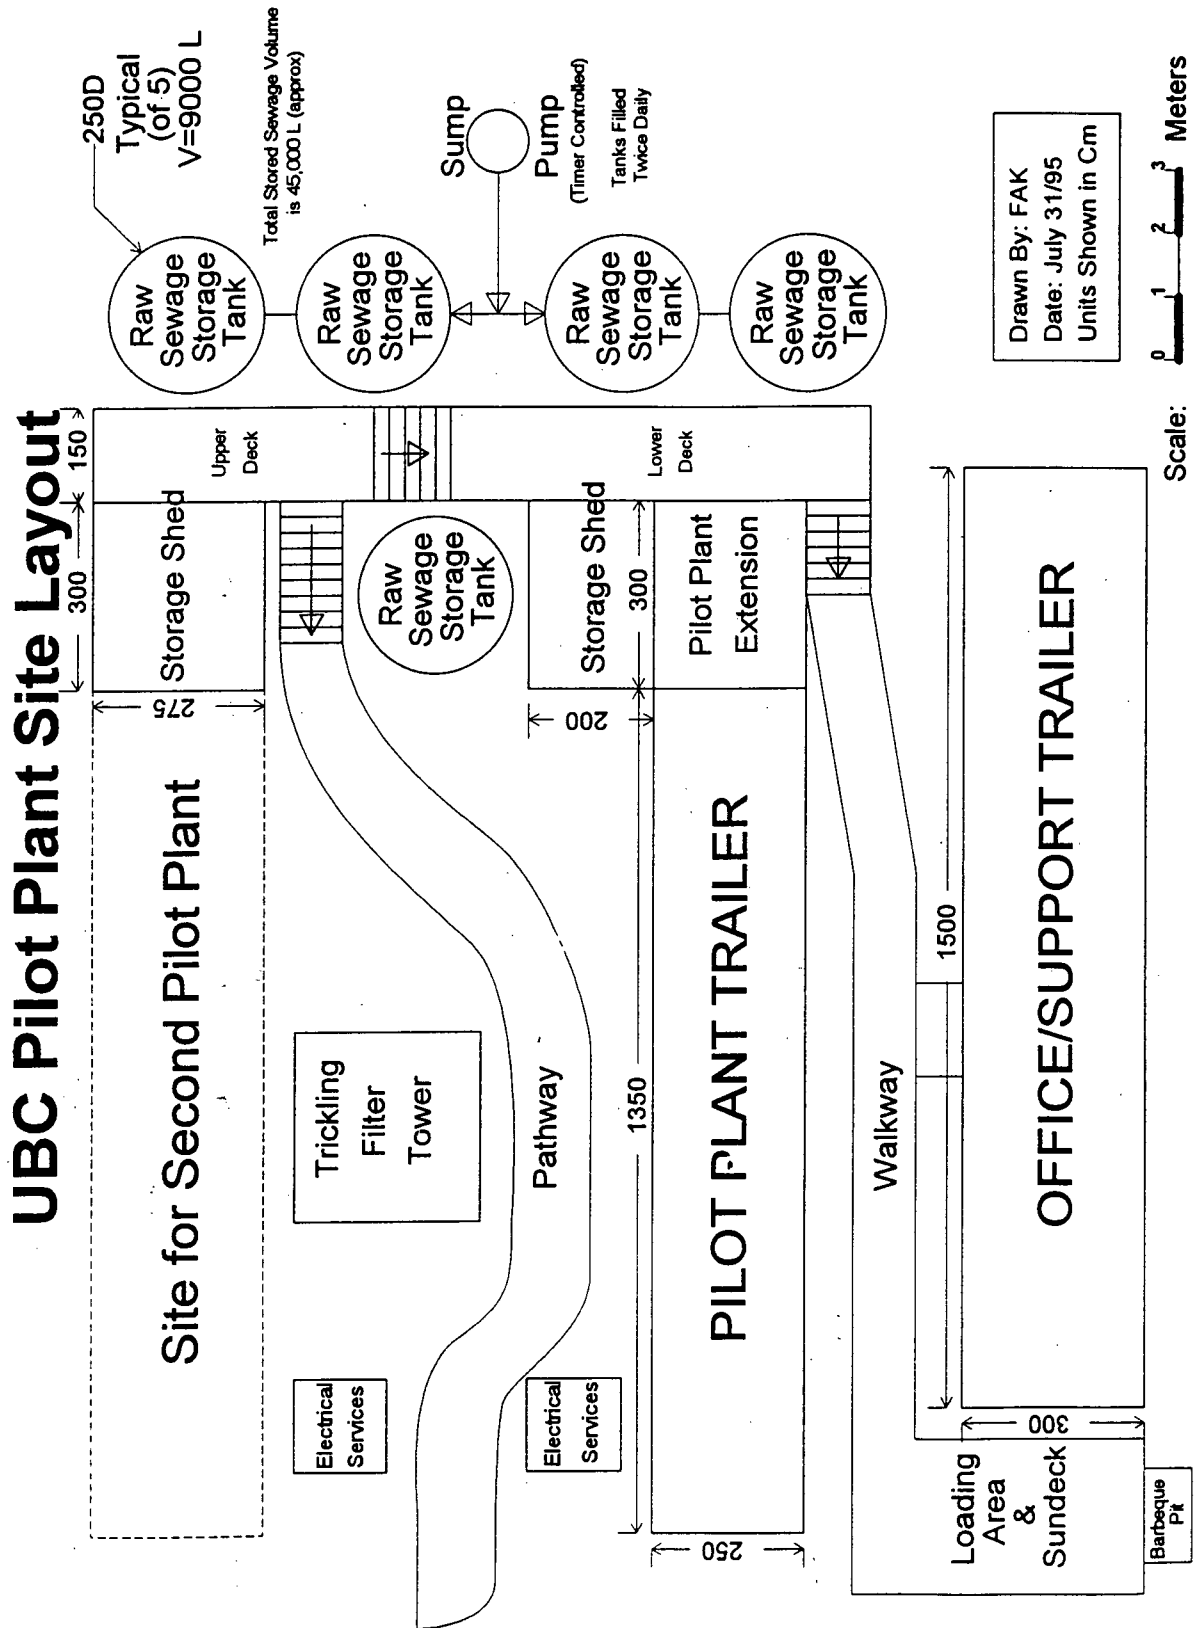 UBC Pilot Plant Site Layout
250D
Typical
(of 5)
V=9000 L
Total Stored Sewage Volume
is 45,000 L (approx)
Raw
Sewage
Storage
Tank
Raw
Sewage
Storage
Tank
Sump
Pump
(Timer Controlled)
Tanks Filled
Twice Daily
Raw
Sewage
Storage
Tank
Raw
Sewage
Storage
Tank
150
Upper
Deck
Lower
Deck
300
Storage Shed
275
Raw
Sewage
Storage
Tank
Storage Shed
300
200
Pilot Plant
Extension
Site for Second Pilot Plant
Trickling
Filter
Tower
Pathway
Electrical
Services
Electrical
Services
1350
PILOT PLANT TRAILER
250
Walkway
1500
OFFICE/SUPPORT TRAILER
300
Loading
Area
&
Sundeck
Barbeque
Pit
Drawn By: FAK
Date: July 31/95
Units Shown in Cm
Scale:
0 1 2 3 Meters